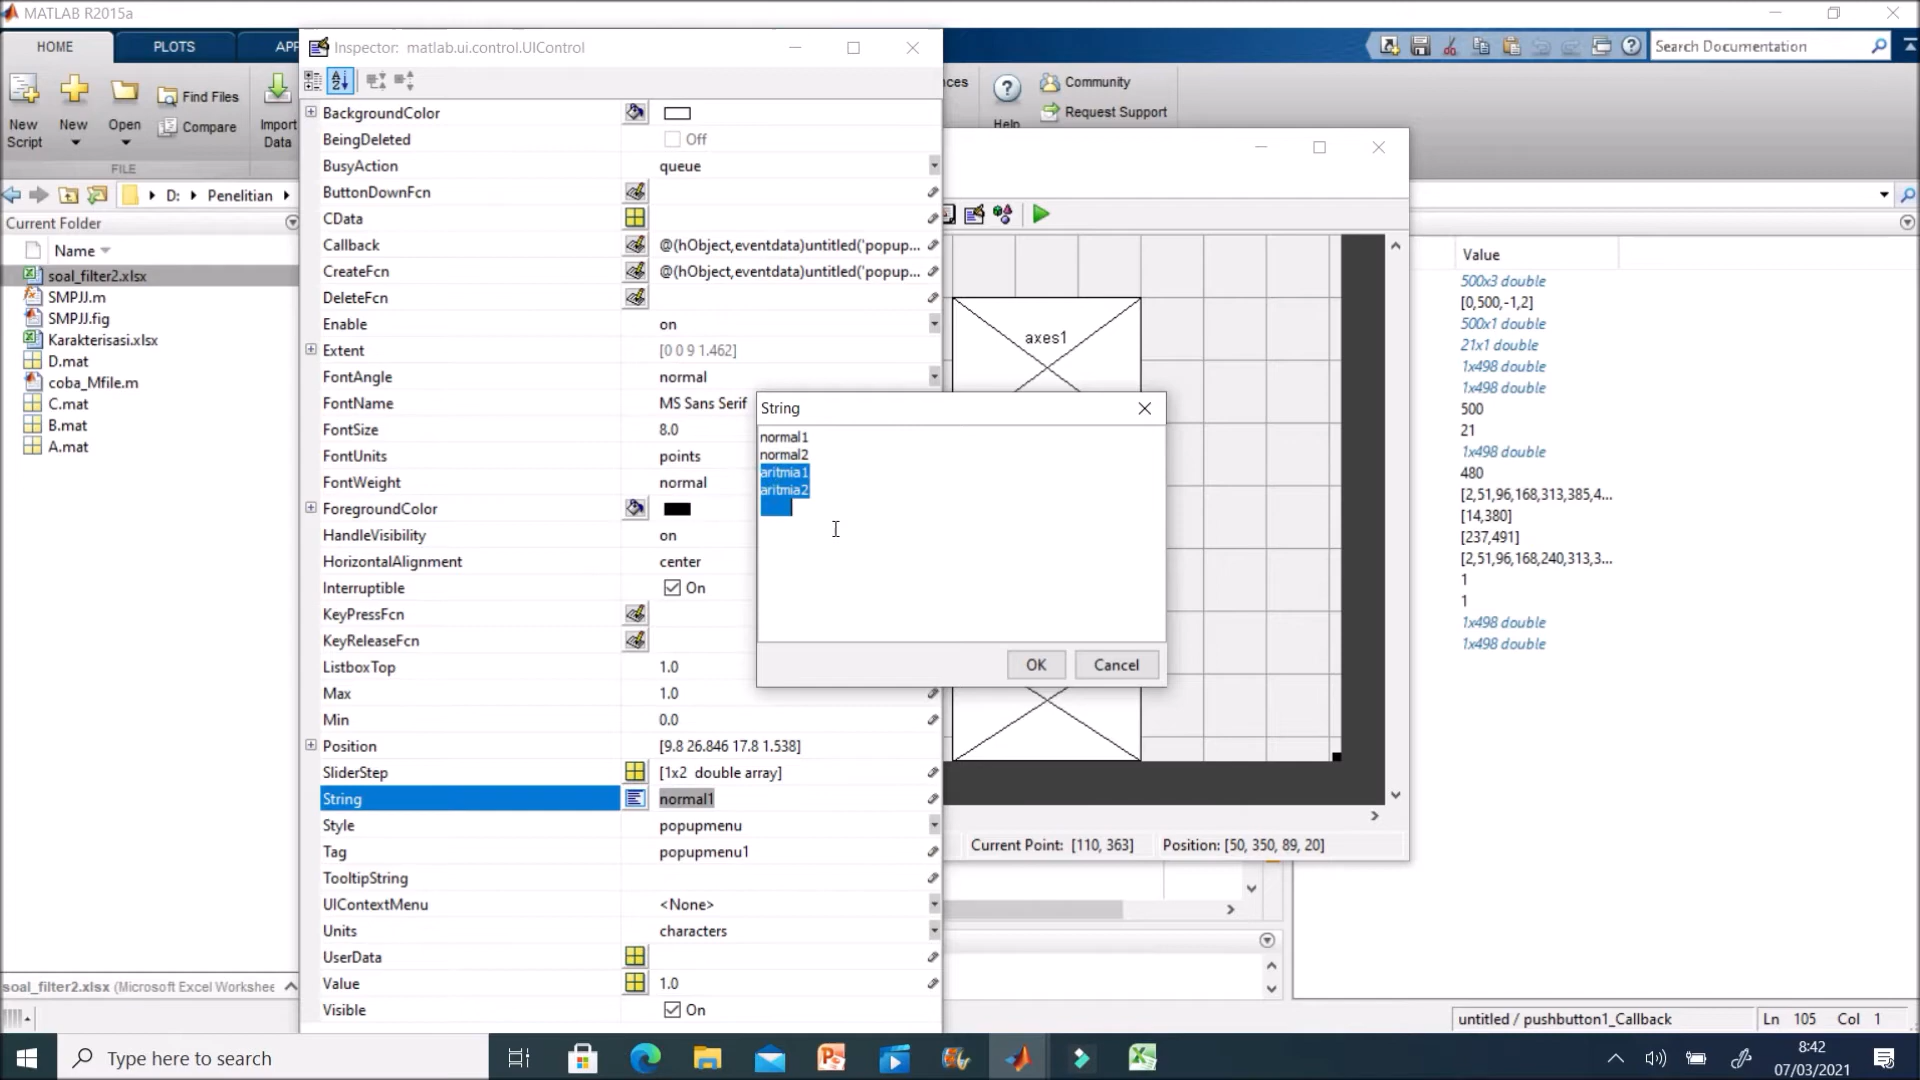 MATLAB R2015a
HOME
PLOTS
APP
Search Documentation
New
Script
New
Open
Find Files
Compare
Import
Data
FILE
Community
Request Support
Help
D:
Penelitian
Current Folder
Name
soal_filter2.xlsx
SMPJJ.m
SMPJJ.fig
Karakterisasi.xlsx
D.mat
coba_Mfile.m
C.mat
B.mat
A.mat
soal_filter2.xlsx (Microsoft Excel Workshee
Inspector: matlab.ui.control.UIControl
BackgroundColor
BeingDeleted Off
BusyAction queue
ButtonDownFcn
CData
Callback @(hObject,eventdata)untitled('popup...
CreateFcn @(hObject,eventdata)untitled('popup...
DeleteFcn
Enable on
Extent [0 0 9 1.462]
FontAngle normal
FontName MS Sans Serif
FontSize 8.0
FontUnits points
FontWeight normal
ForegroundColor
HandleVisibility on
HorizontalAlignment center
Interruptible On
KeyPressFcn
KeyReleaseFcn
ListboxTop 1.0
Max 1.0
Min 0.0
Position [9.8 26.846 17.8 1.538]
SliderStep [1x2 double array]
String normal1
Style popupmenu
Tag popupmenu1
TooltipString
UIContextMenu <None>
Units characters
UserData
Value 1.0
Visible On
String
normal1
normal2
aritmia1
aritmia2
OK Cancel
axes1
Current Point: [110, 363] Position: [50, 350, 89, 20]
Value
500x3 double
[0,500,-1,2]
500x1 double
21x1 double
1x498 double
1x498 double
500
21
1x498 double
480
[2,51,96,168,313,385,4...
[14,380]
[237,491]
[2,51,96,168,240,313,3...
1
1
1x498 double
1x498 double
untitled / pushbutton1_Callback Ln 105 Col 1
Type here to search
8:42
07/03/2021